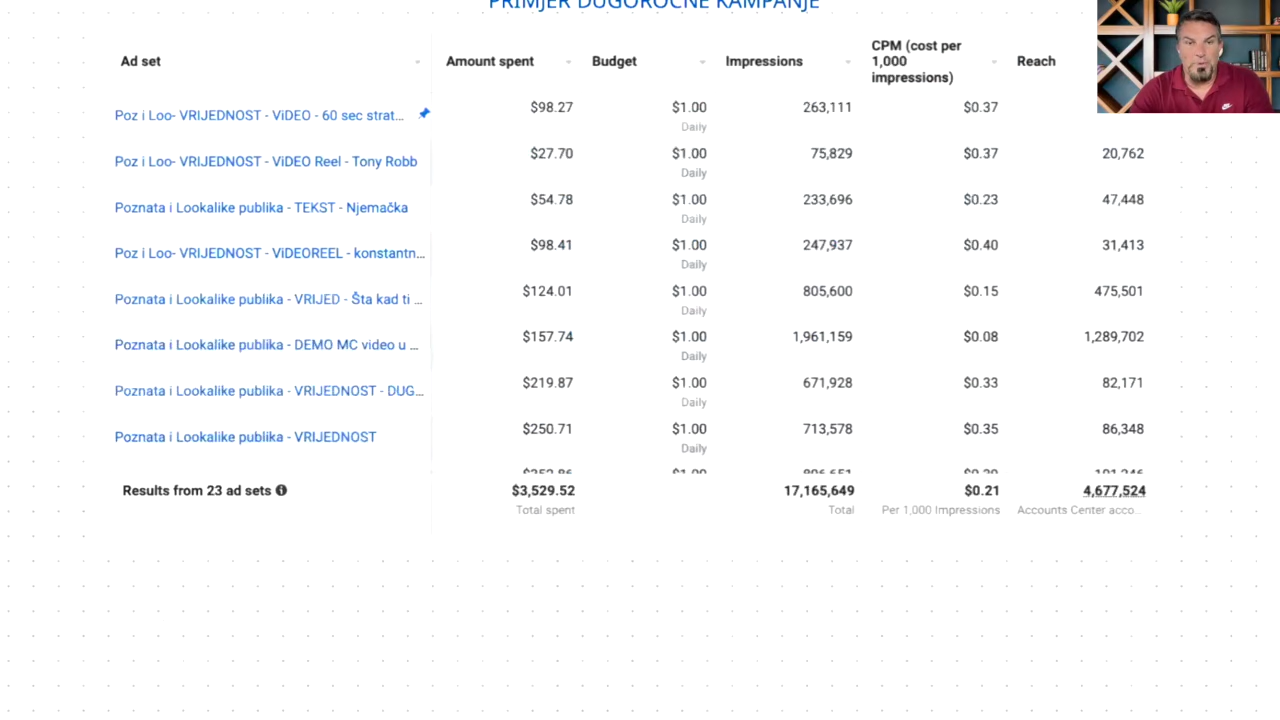 PRIMJER DUGOROČNE KAMPANJE
Ad set Amount spent Budget Impressions CPM (cost per 1,000 impressions) Reach
Poz i Loo- VRIJEDNOST - ViDEO - 60 sec strat... $98.27 $1.00 263,111 $0.37
Daily
Poz i Loo- VRIJEDNOST - ViDEO Reel - Tony Robb $27.70 $1.00 75,829 $0.37 20,762
Daily
Poznata i Lookalike publika - TEKST - Njemačka $54.78 $1.00 233,696 $0.23 47,448
Daily
Poz i Loo- VRIJEDNOST - ViDEOREEL - konstantn... $98.41 $1.00 247,937 $0.40 31,413
Daily
Poznata i Lookalike publika - VRIJED - Šta kad ti ... $124.01 $1.00 805,600 $0.15 475,501
Daily
Poznata i Lookalike publika - DEMO MC video u ... $157.74 $1.00 1,961,159 $0.08 1,289,702
Daily
Poznata i Lookalike publika - VRIJEDNOST - DUG... $219.87 $1.00 671,928 $0.33 82,171
Daily
Poznata i Lookalike publika - VRIJEDNOST $250.71 $1.00 713,578 $0.35 86,348
Daily
Results from 23 ad sets $3,529.52 17,165,649 $0.21 4,677,524
Total spent Total Per 1,000 Impressions Accounts Center acco...